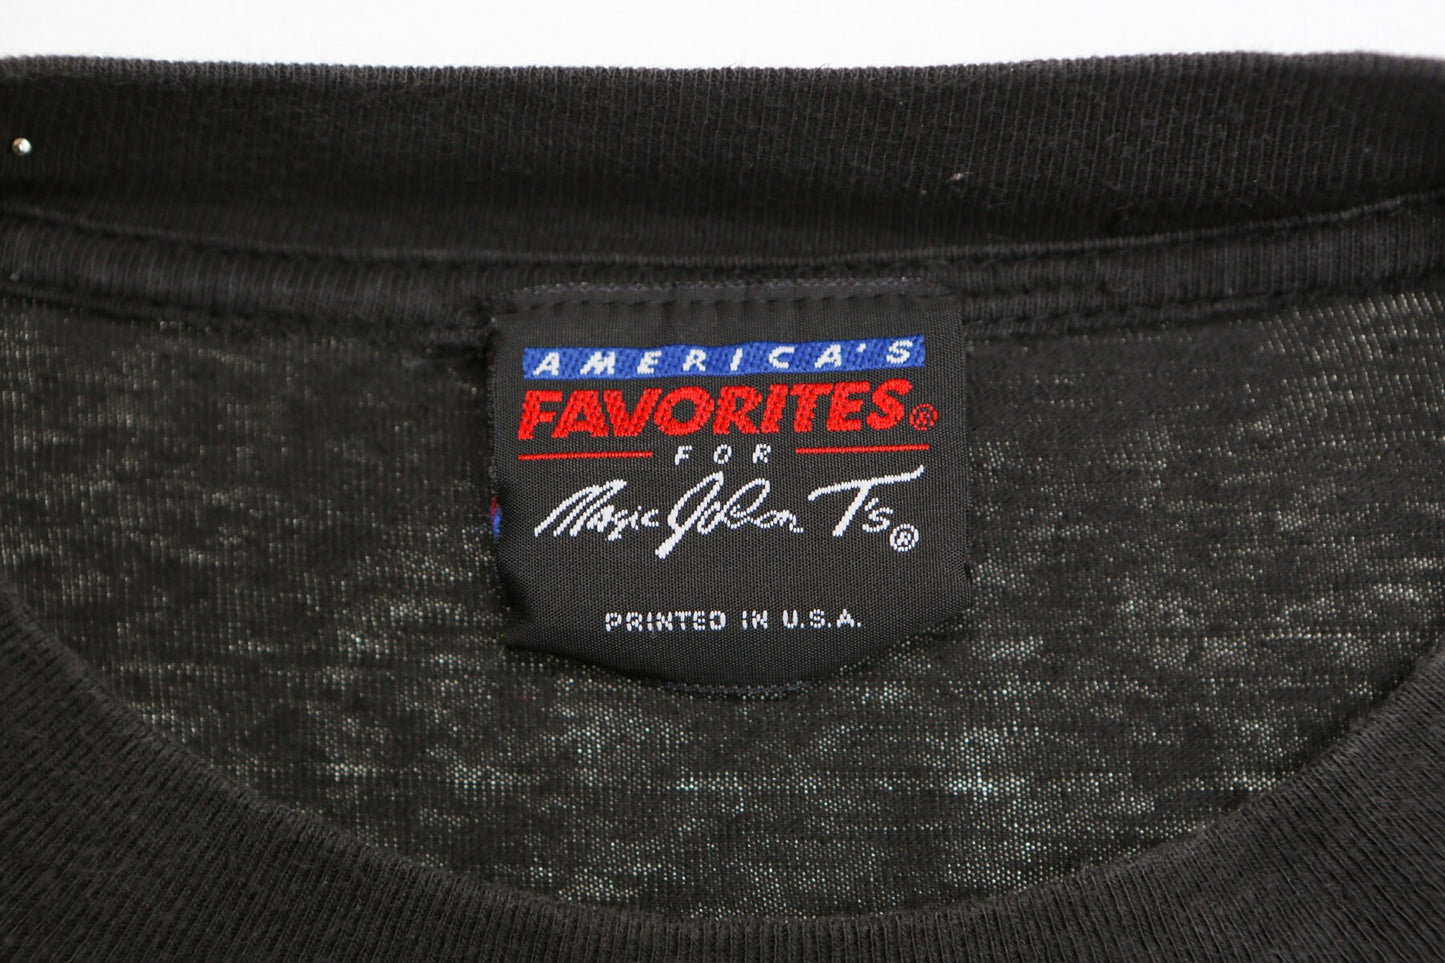 AMERICA'S
FAVORITES®
FOR
Magic Johnson T's®
PRINTED IN U.S.A.